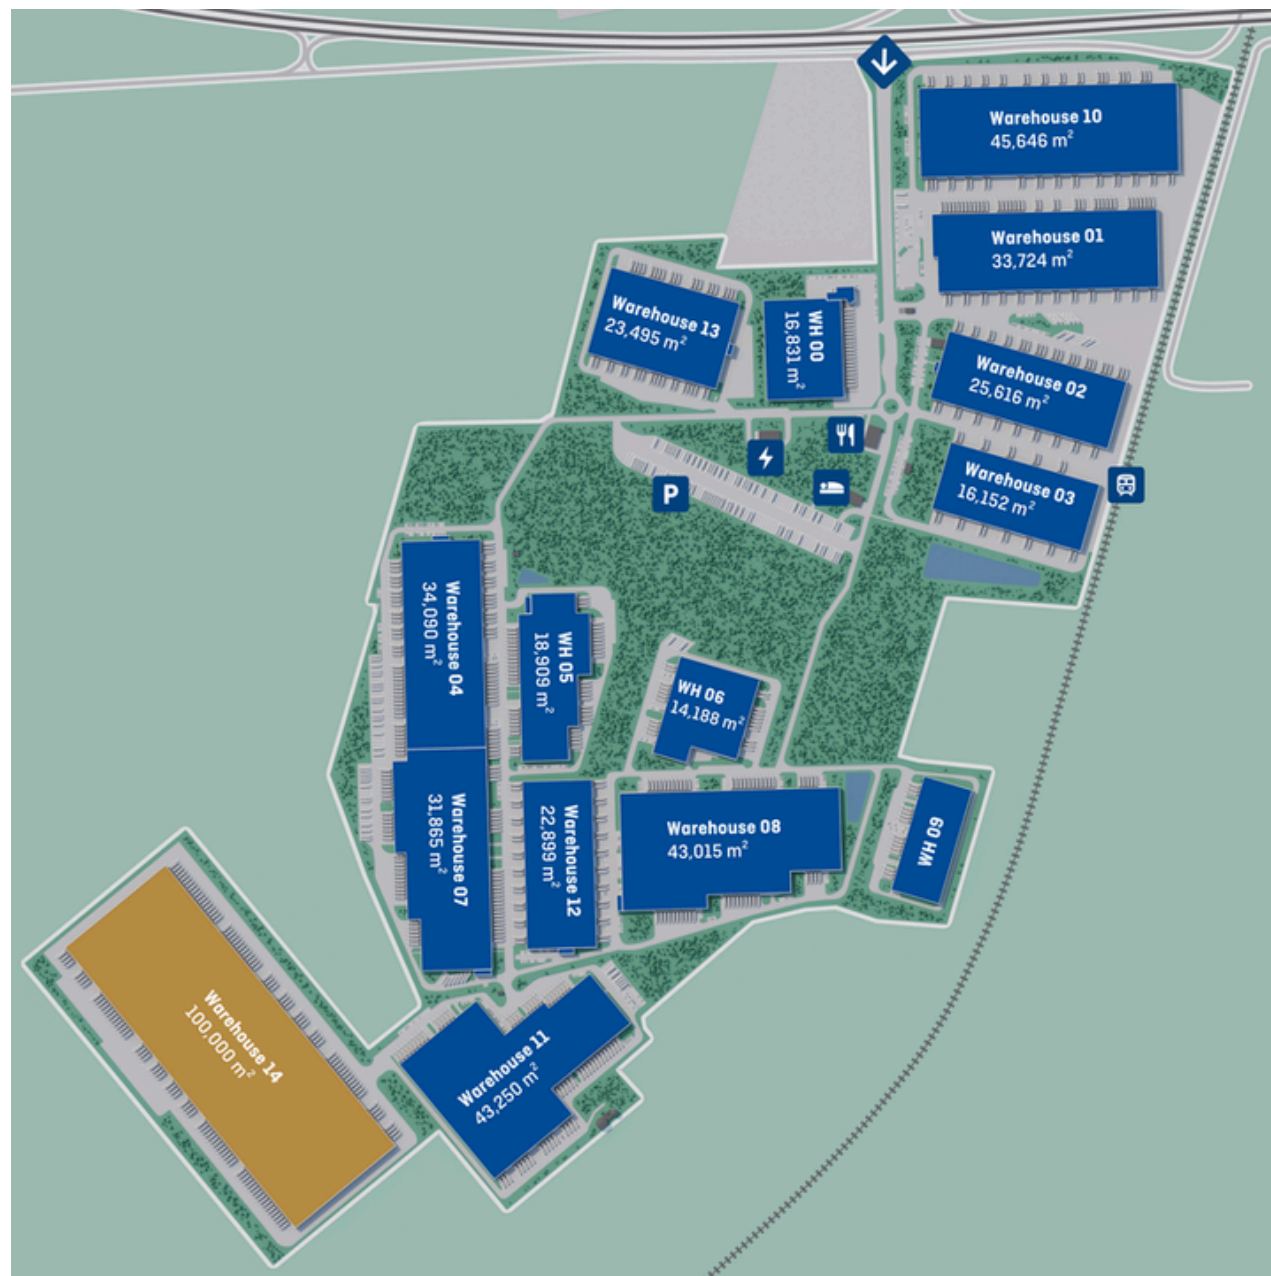 Warehouse 10
45,646 m²
Warehouse 01
33,724 m²
Warehouse 13
23,495 m²
WH 00
16,831 m²
Warehouse 02
25,616 m²
Warehouse 03
16,152 m²
P
Warehouse 04
34,090 m²
WH 05
18,909 m²
WH 06
14,188 m²
Warehouse 07
31,865 m²
Warehouse 12
22,899 m²
Warehouse 08
43,015 m²
WH 09
Warehouse 14
100,000 m²
Warehouse 11
43,250 m²